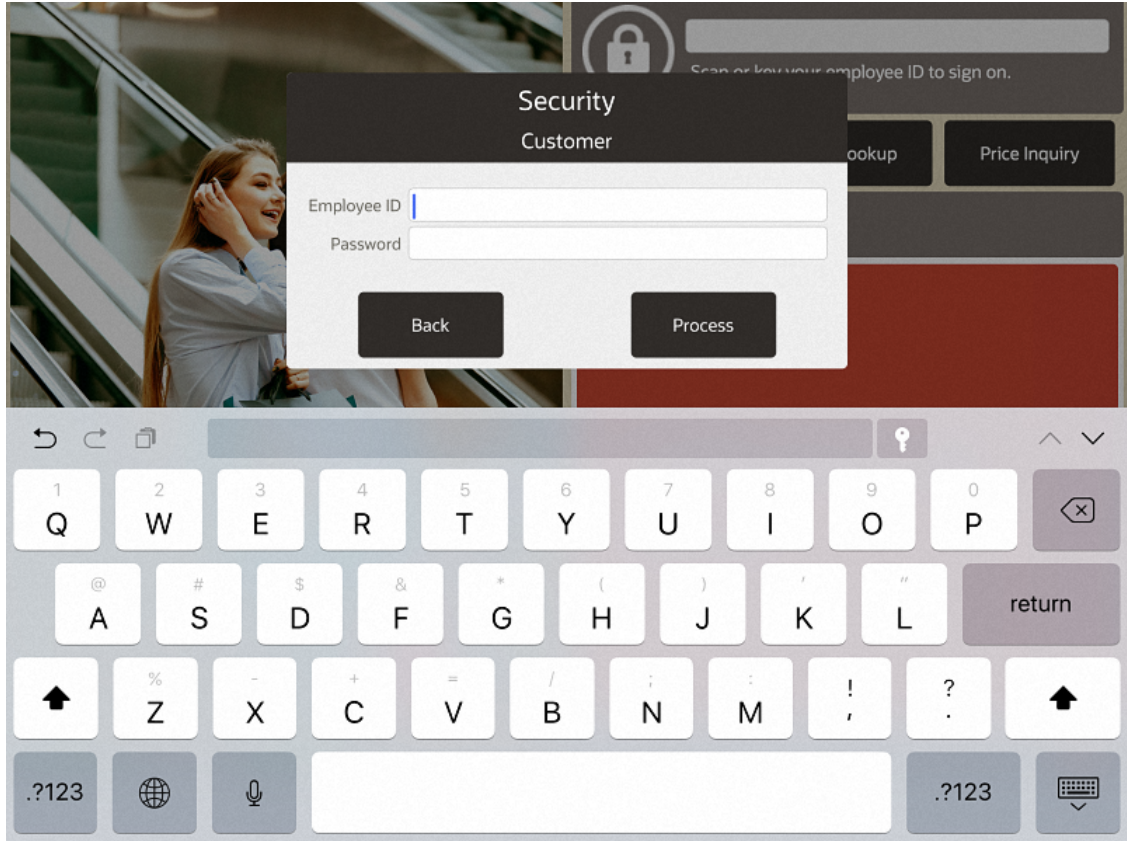 Scan or key your employee ID to sign on.
Security
Customer
ookup
Price Inquiry
Employee ID
Password
Back
Process
1 2 3 4 5 6 7 8 9 0
Q W E R T Y U I O P
@ # $ & * ( ) ' "
A S D F G H J K L
return
% - + = / ; : ! ?
Z X C V B N M , .
.?123
.?123